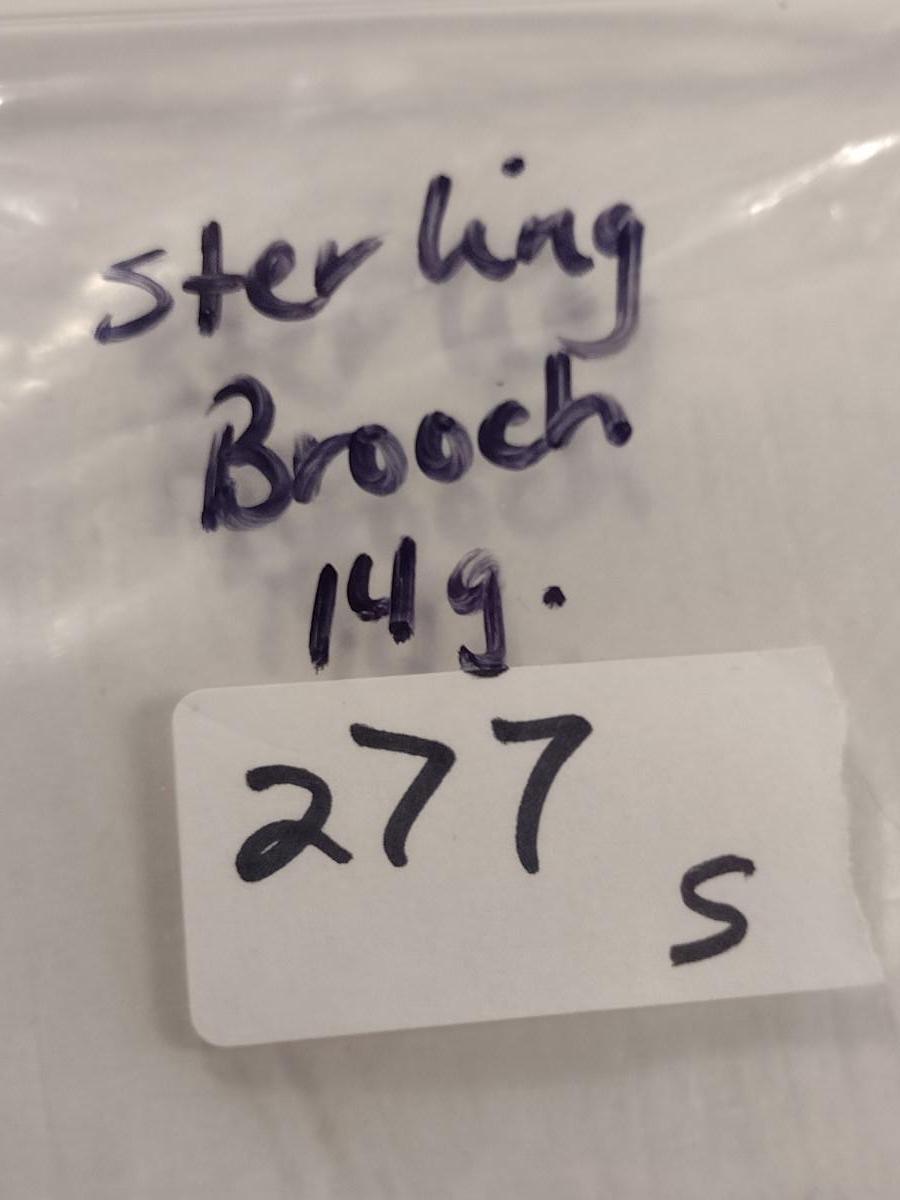 Sterling
Brooch
14g.
277
S